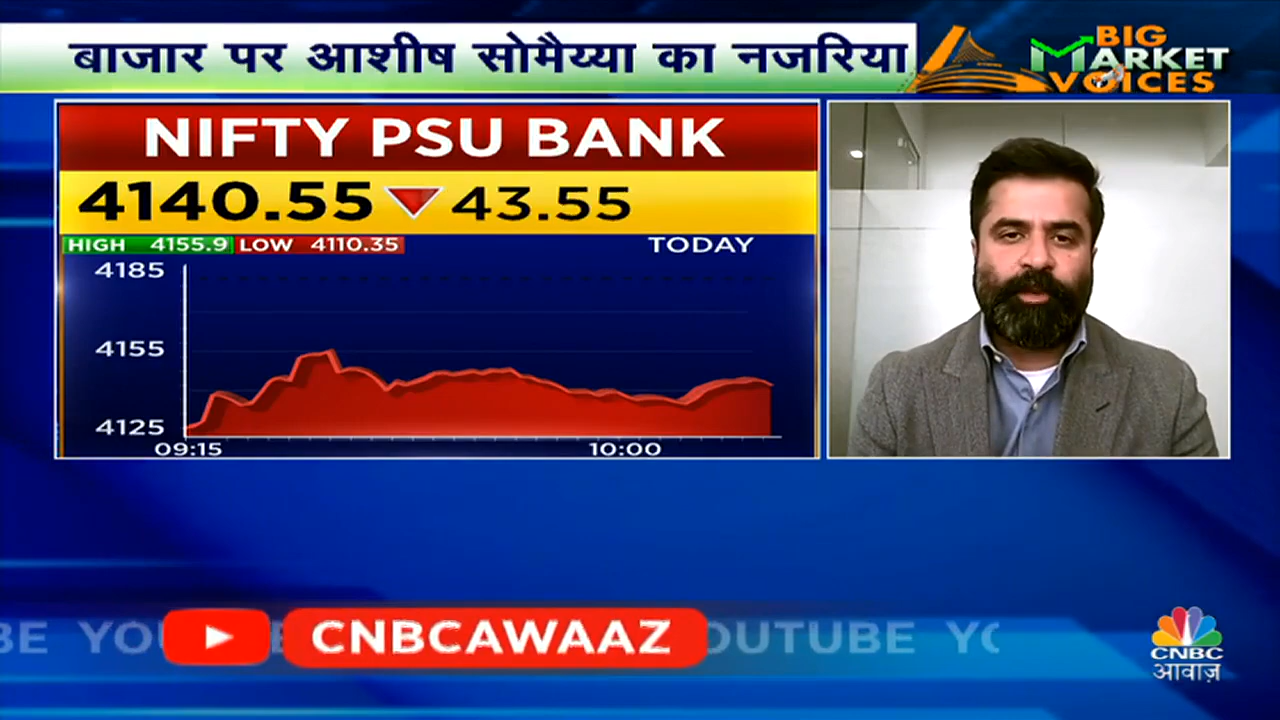 बाजार पर आशीष सोमैय्या का नजरिया
BIG
MARKET
VOICES
NIFTY PSU BANK
4140.55 43.55
HIGH 4155.9 LOW 4110.35 TODAY
4185
4155
4125
09:15 10:00
CNBCAWAAZ
OUTUBE
CNBC
आवाज़